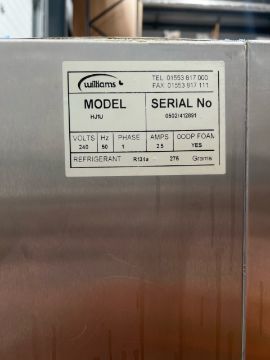 williams
TEL 01553 817 000
FAX 01553 817 111
MODEL
SERIAL No
HJ1U
0502/412891
VOLTS Hz PHASE AMPS OODP FOAM
240 50 1 2.5 YES
REFRIGERANT R134a 275 Grams